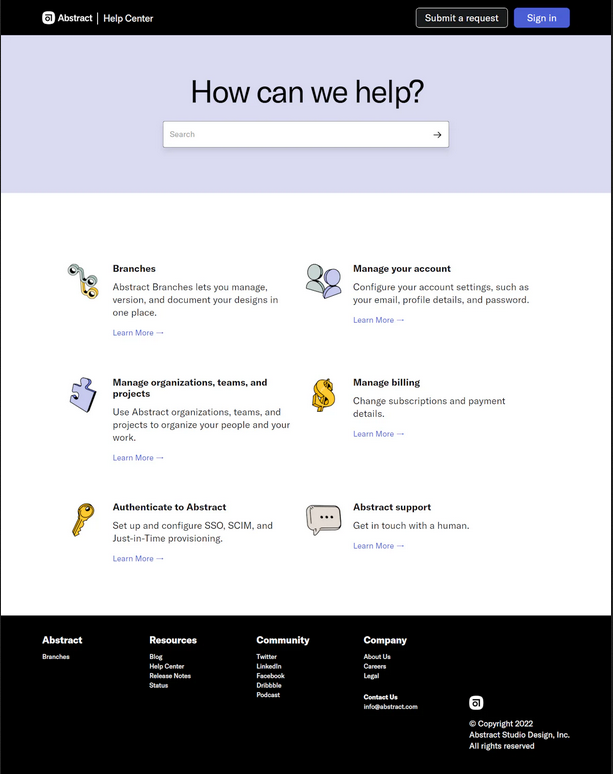 Abstract | Help Center
Submit a request
Sign in
How can we help?
Search
Branches
Abstract Branches lets you manage,
version, and document your designs in
one place.
Learn More →
Manage your account
Configure your account settings, such as
your email, profile details, and password.
Learn More →
Manage organizations, teams, and
projects
Use Abstract organizations, teams, and
projects to organize your people and your
work.
Learn More →
Manage billing
Change subscriptions and payment
details.
Learn More →
Authenticate to Abstract
Set up and configure SSO, SCIM, and
Just-in-Time provisioning.
Learn More →
Abstract support
Get in touch with a human.
Learn More →
Abstract
Branches
Resources
Blog
Help Center
Release Notes
Status
Community
Twitter
LinkedIn
Facebook
Dribbble
Podcast
Company
About Us
Careers
Legal
Contact Us
info@abstract.com
© Copyright 2022
Abstract Studio Design, Inc.
All rights reserved